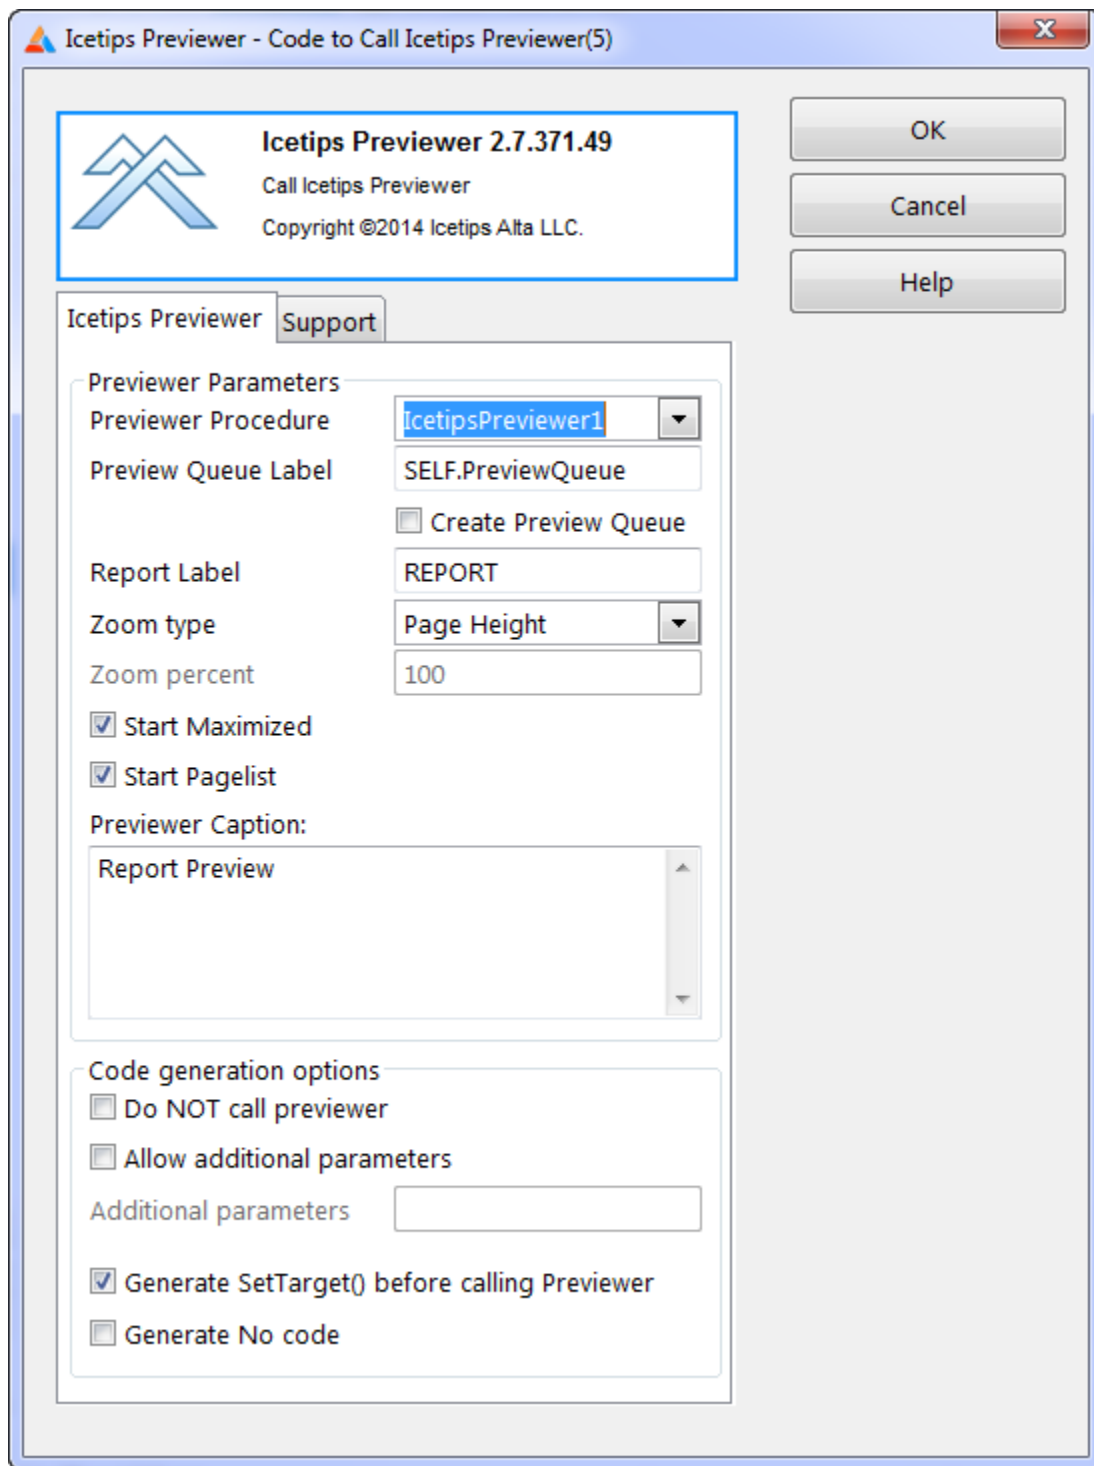 Icetips Previewer - Code to Call Icetips Previewer(5)
Icetips Previewer 2.7.371.49
Call Icetips Previewer
Copyright ©2014 Icetips Alta LLC.
OK
Cancel
Help
Icetips Previewer
Support
Previewer Parameters
Previewer Procedure
IcetipsPreviewer1
Preview Queue Label
SELF.PreviewQueue
Create Preview Queue
Report Label
REPORT
Zoom type
Page Height
Zoom percent
100
Start Maximized
Start Pagelist
Previewer Caption:
Report Preview
Code generation options
Do NOT call previewer
Allow additional parameters
Additional parameters
Generate SetTarget() before calling Previewer
Generate No code